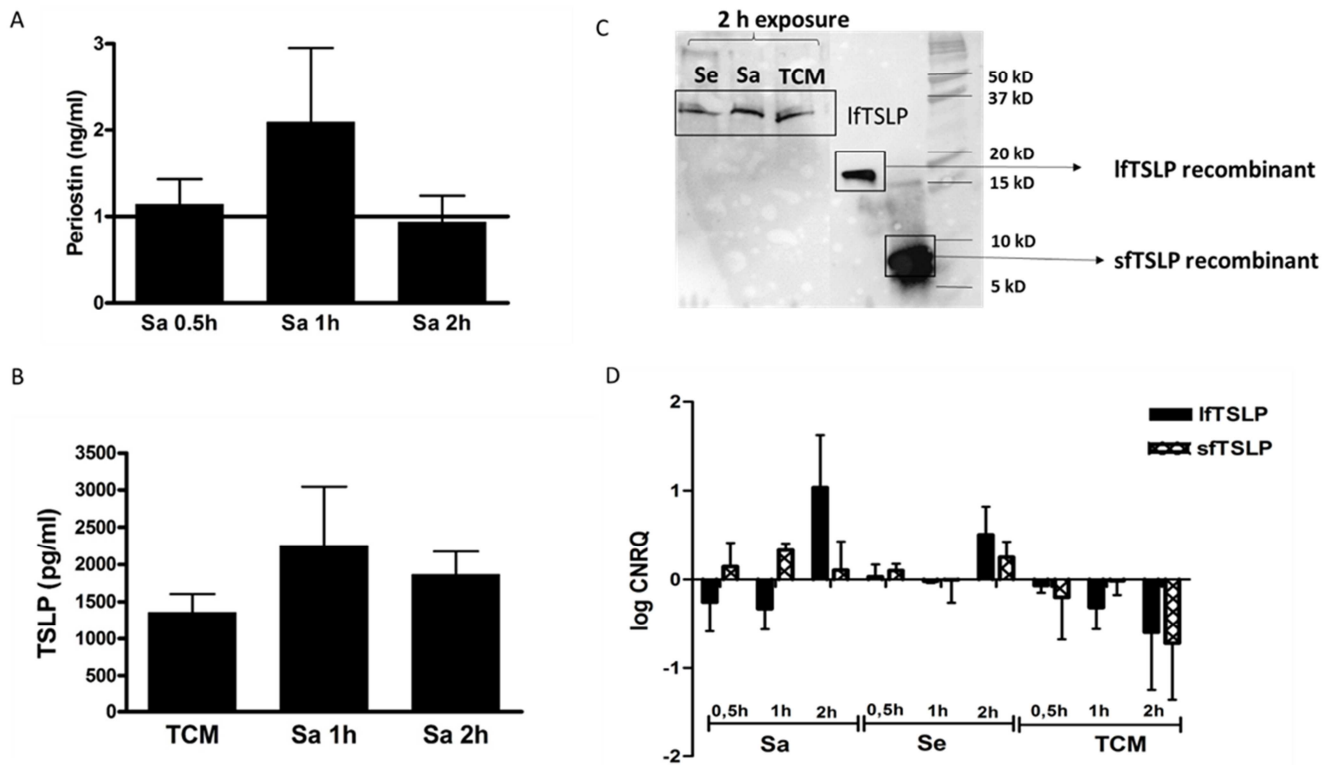 A
Periostin (ng/ml)
3
2
1
0
Sa 0.5h Sa 1h Sa 2h
B
TSLP (pg/ml)
3500
3000
2500
2000
1500
1000
500
0
TCM Sa 1h Sa 2h
C
2 h exposure
Se Sa TCM
lfTSLP
50 kD
37 kD
20 kD
15 kD
10 kD
5 kD
lfTSLP recombinant
sfTSLP recombinant
D
log CNRQ
2
1
0
-1
-2
lfTSLP
sfTSLP
0,5h 1h 2h 0,5h 1h 2h 0,5h 1h 2h
Sa Se TCM